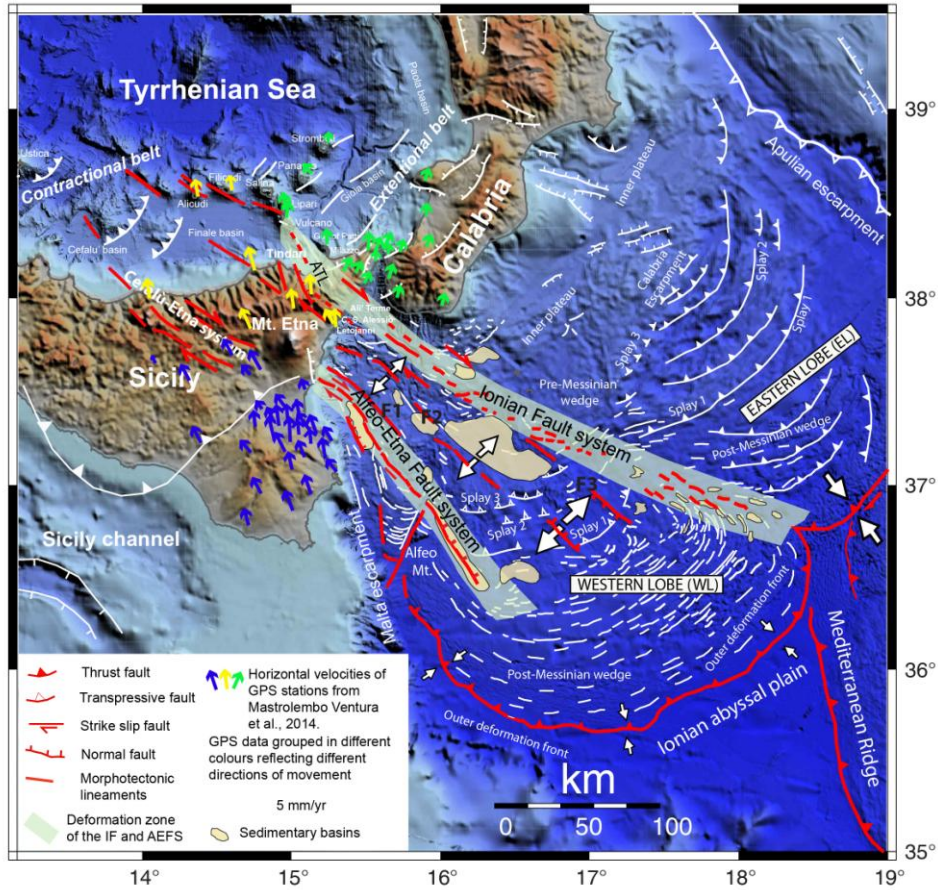 Tyrrhenian Sea
Paola basin
39°
Stromb
Ustica
Contractional belt
Filicudi
Salina
Pana
Alicudi
Lipari
Gioia basin
Extentional belt
Inner plateau
Apulian escarpment
Cefalu' basin
Finale basin
Vulcano
Tindari
ATL
Calabria
Calabria
Escarpment
Splay 2
Splay 1
38°
Cefalù-Etna system
Mt. Etna
Alì Terme
C. S. Alessio
Letojanni
Inner plateau
Splay 3
Sicily
Pre-Messinian
wedge
EASTERN LOBE (EL)
Ionian Fault system
Splay 1
Post-Messinian wedge
F1
F2
Alfeo-Etna Fault system
37°
F3
Splay 3
Splay 2
Splay 1
Sicily channel
Malta escarpment
Alfeo
Mt.
WESTERN LOBE (WL)
Mediterranean Ridge
36°
Outer deformation front
Post-Messinian wedge
Outer deformation front
Ionian abyssal plain
Thrust fault
Transpressive fault
Strike slip fault
Normal fault
Morphotectonic
lineaments
Deformation zone
of the IF and AEFS
Horizontal velocities of
GPS stations from
Mastrolembo Ventura
et al., 2014.
GPS data grouped in different
colours reflecting different
directions of movement
5 mm/yr
Sedimentary basins
km
0 50 100
35°
14° 15° 16° 17° 18° 19°